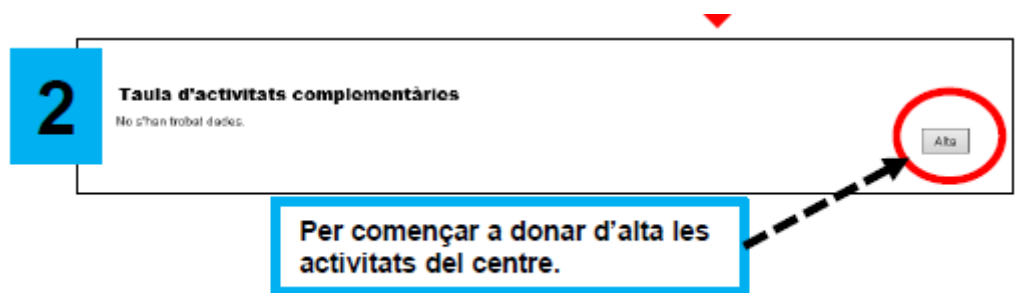 2
Taula d'activitats complementàries
No s'han trobat dades.
Alta
Per començar a donar d'alta les
activitats del centre.